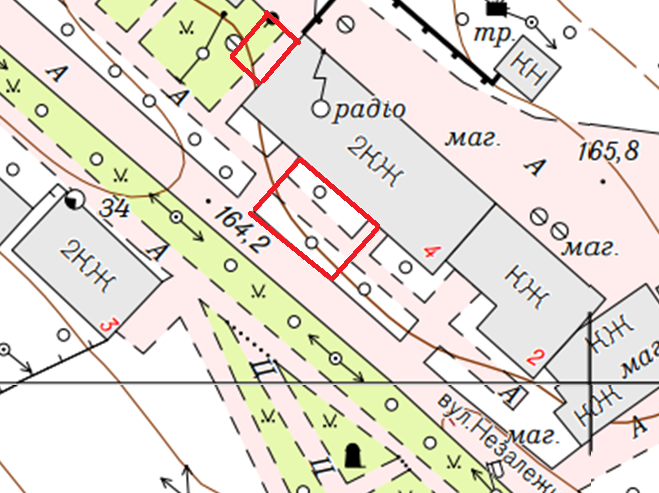 тр.
КН
А
А
радіо
маг.
165,8
2КЖ
А
34
164,2
маг.
А
4
2КЖ
КЖ
3
КЖ
2
маг.
Ц
А
КЖ
вул.Незалежн
маг.
А
Ц